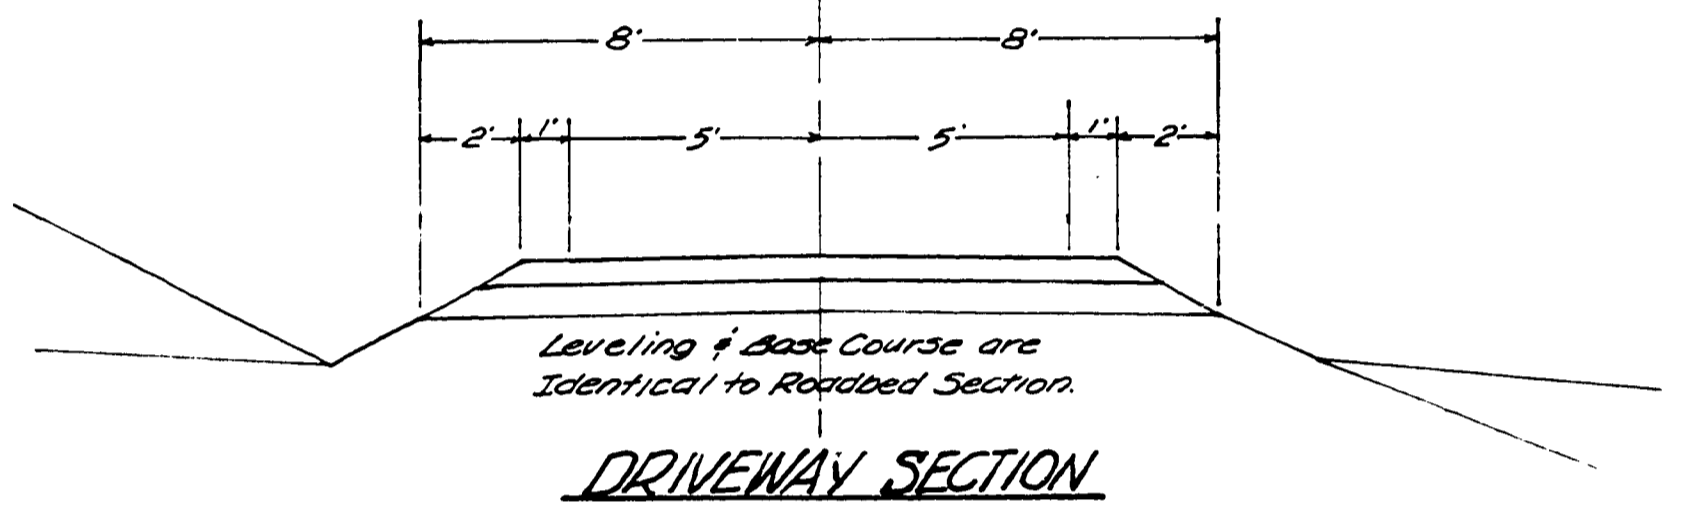 8' 8'
2' 1' 5' 5' 1' 2'
Leveling & Base Course are
Identical to Roadbed Section.
DRIVEWAY SECTION